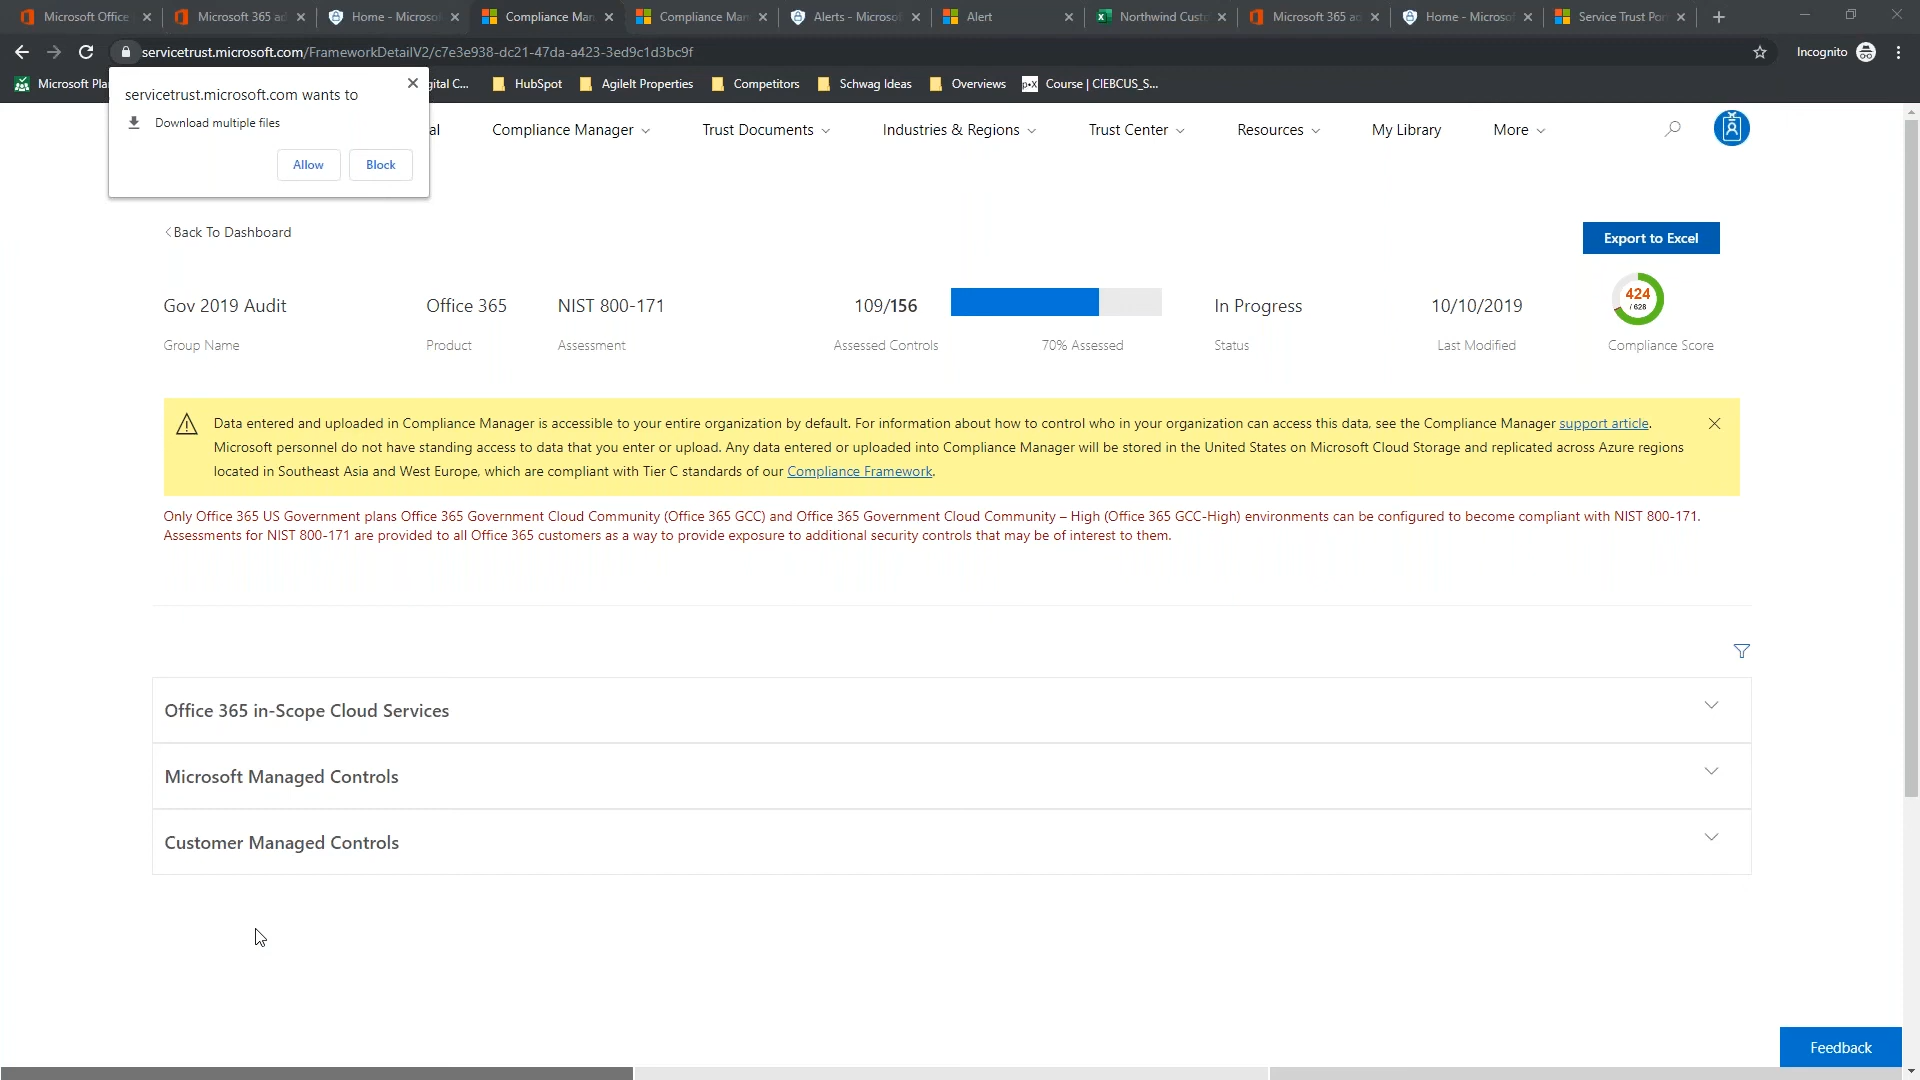 Microsoft Office
Microsoft 365 ad
Home - Microsof
Compliance Man
Compliance Man
Alerts - Microsof
Alert
Northwind Custo
Microsoft 365 ad
Home - Microsof
Service Trust Por
servicetrust.microsoft.com/FrameworkDetailV2/c7e3e938-dc21-47da-a423-3ed9c1d3bc9f
Incognito
Microsoft Pla
gital C...
HubSpot
AgileIt Properties
Competitors
Schwag Ideas
Overviews
Course | CIEBCUS_S...
servicetrust.microsoft.com wants to
Download multiple files
Allow
Block
al
Compliance Manager
Trust Documents
Industries & Regions
Trust Center
Resources
My Library
More
Back To Dashboard
Export to Excel
Gov 2019 Audit
Office 365
NIST 800-171
109/156
In Progress
10/10/2019
424
/ 628
Group Name
Product
Assessment
Assessed Controls
70% Assessed
Status
Last Modified
Compliance Score
Data entered and uploaded in Compliance Manager is accessible to your entire organization by default. For information about how to control who in your organization can access this data, see the Compliance Manager support article.
Microsoft personnel do not have standing access to data that you enter or upload. Any data entered or uploaded into Compliance Manager will be stored in the United States on Microsoft Cloud Storage and replicated across Azure regions
located in Southeast Asia and West Europe, which are compliant with Tier C standards of our Compliance Framework.
Only Office 365 US Government plans Office 365 Government Cloud Community (Office 365 GCC) and Office 365 Government Cloud Community – High (Office 365 GCC-High) environments can be configured to become compliant with NIST 800-171.
Assessments for NIST 800-171 are provided to all Office 365 customers as a way to provide exposure to additional security controls that may be of interest to them.
Office 365 in-Scope Cloud Services
Microsoft Managed Controls
Customer Managed Controls
Feedback